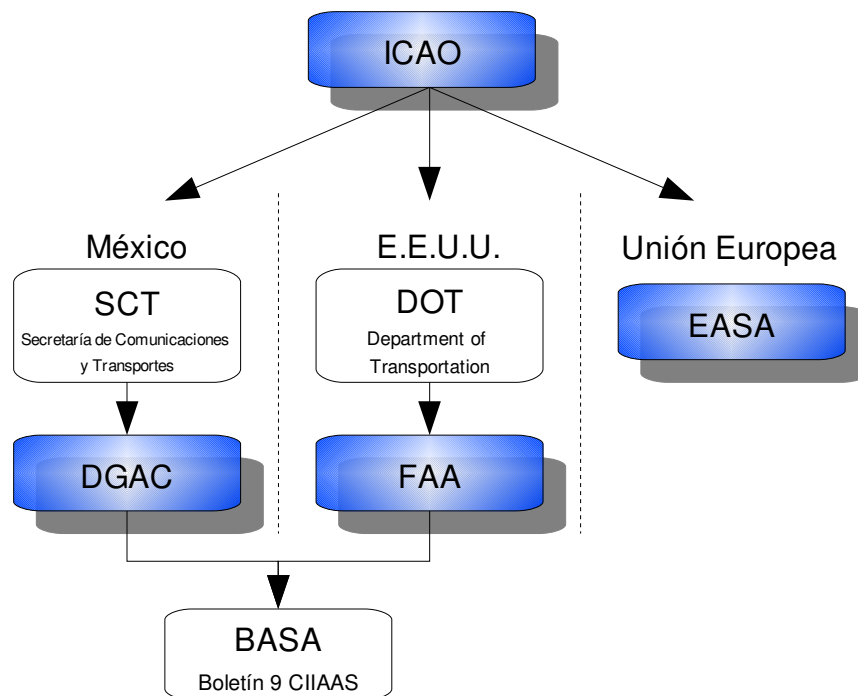 ICAO
México
SCT
Secretaría de Comunicaciones
y Transportes
DGAC
E.E.U.U.
DOT
Department of
Transportation
FAA
Unión Europea
EASA
BASA
Boletín 9 CIIAAS